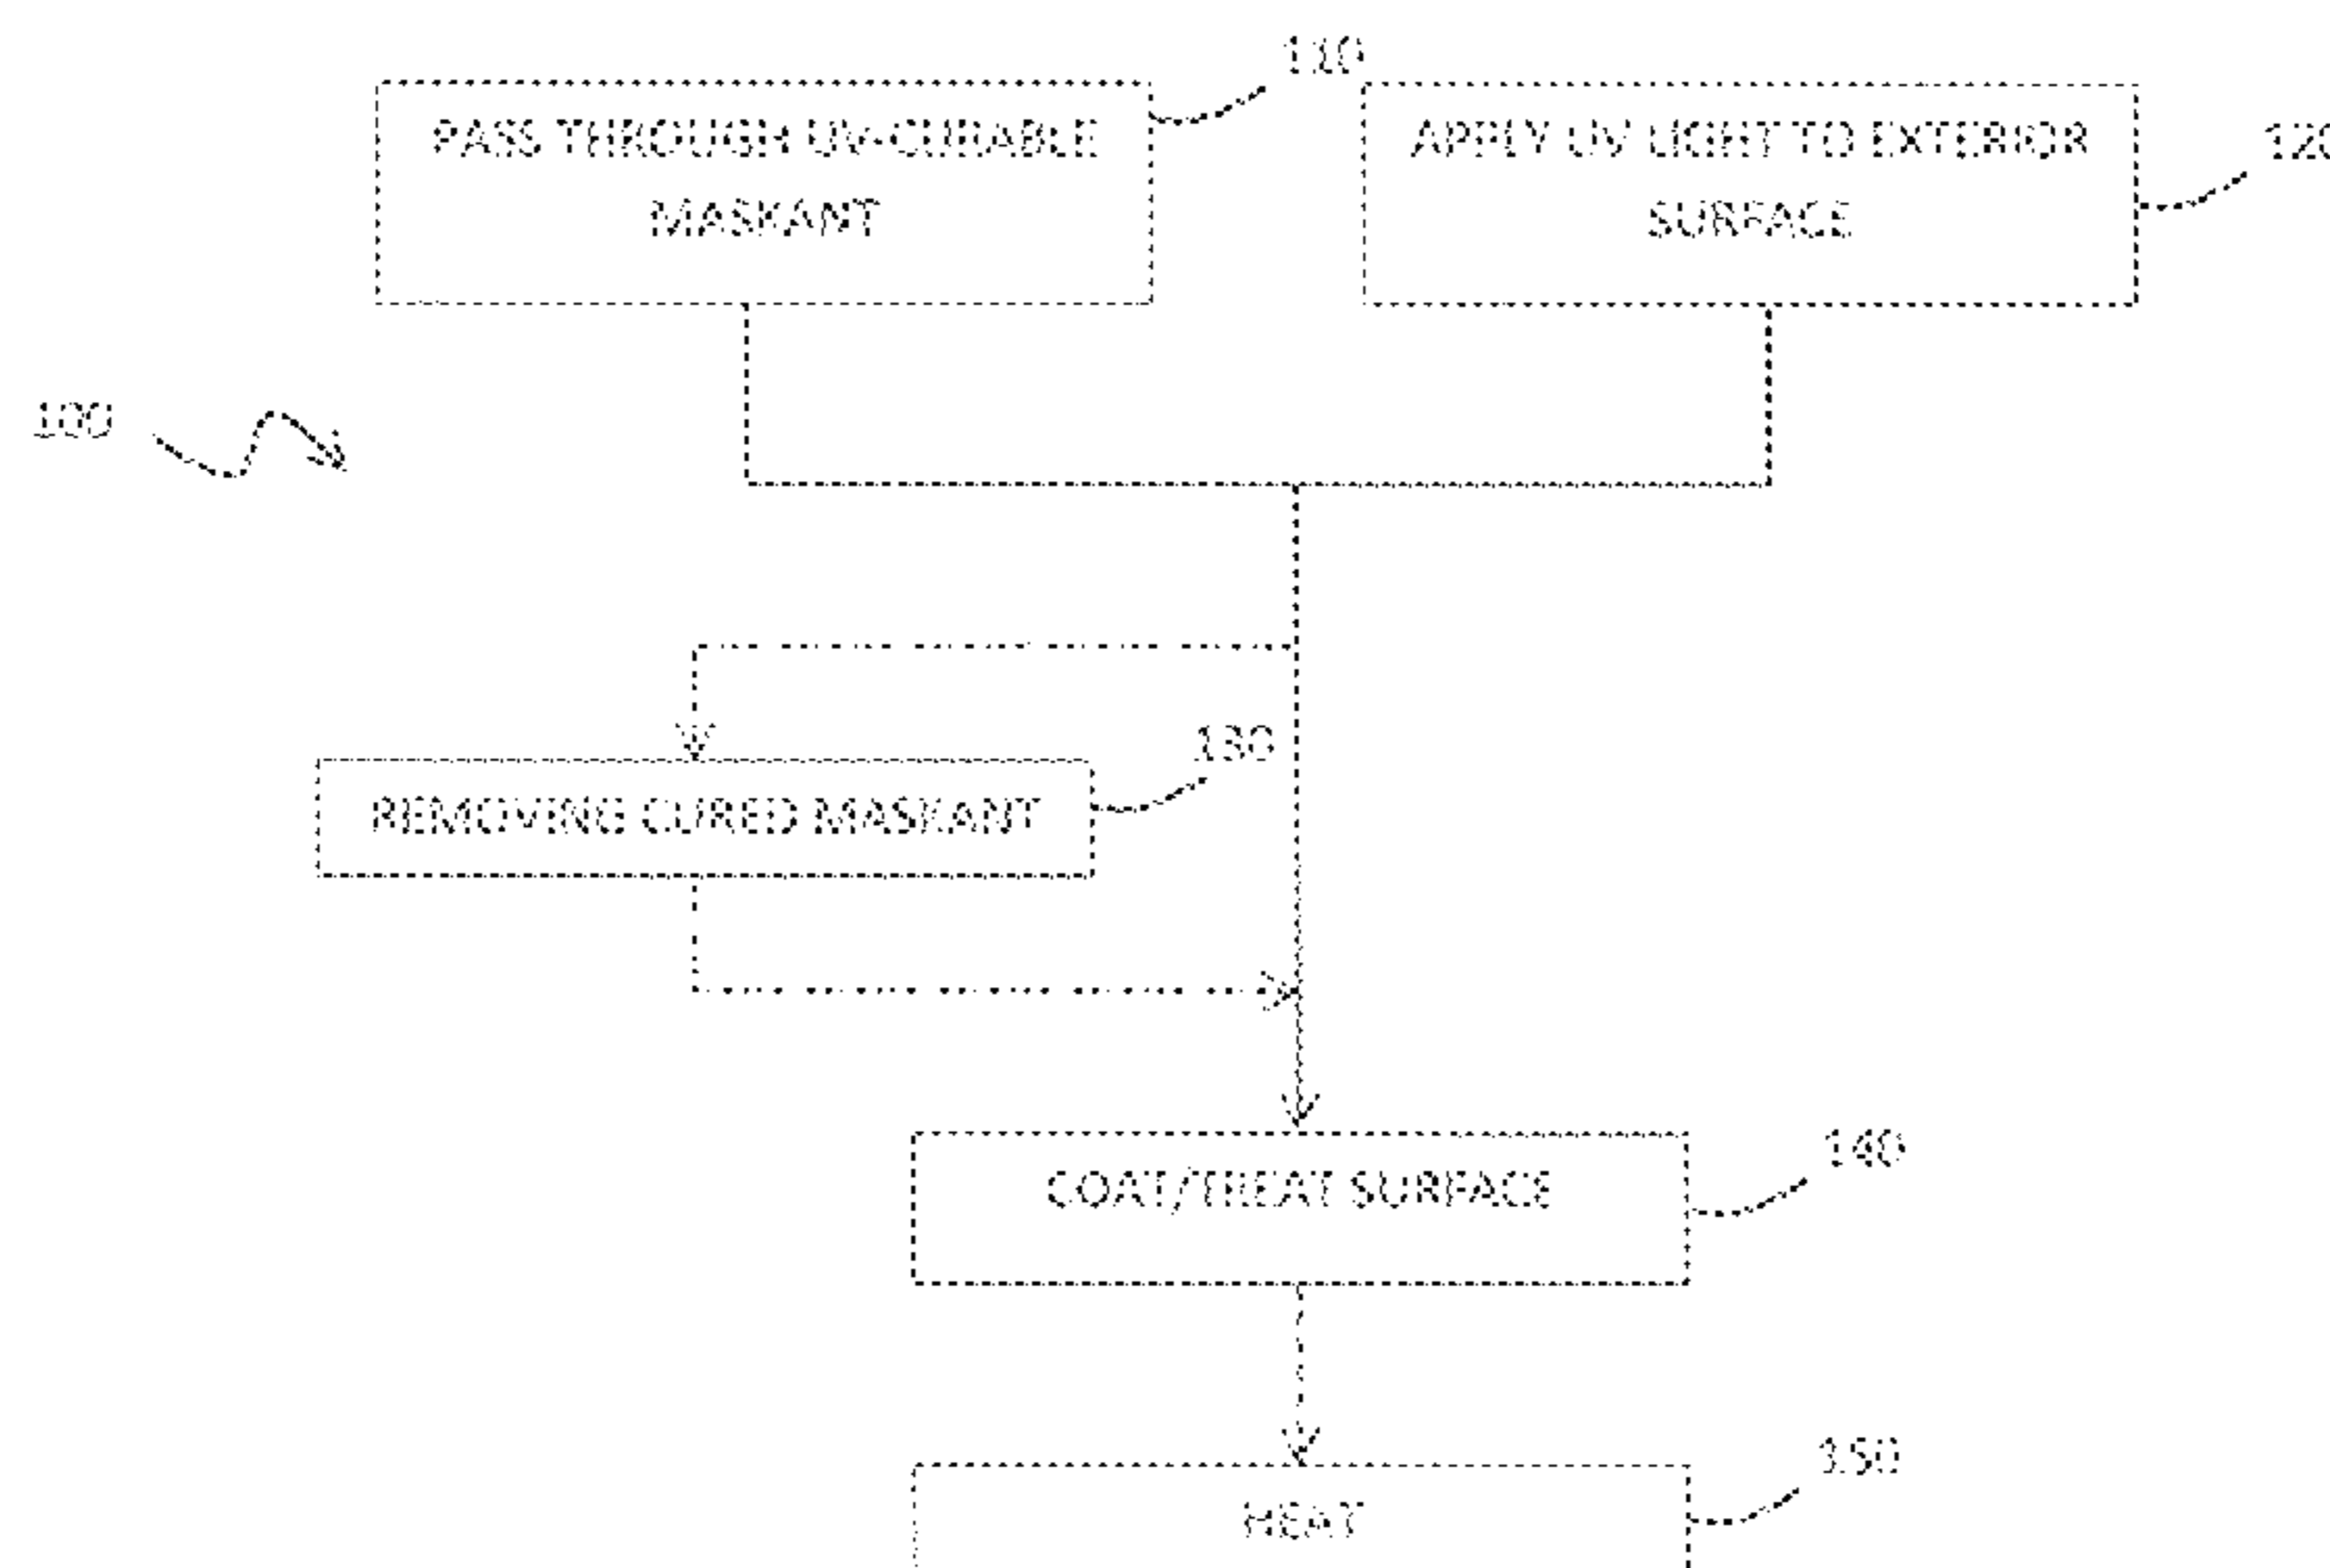 110
PASS THROUGH UV-CURABLE
MASKANT
APPLY UV LIGHT TO EXTERIOR
SURFACE
120
100
130
REMOVING CURED MASKANT
140
COAT/TREAT SURFACE
150
HEAT